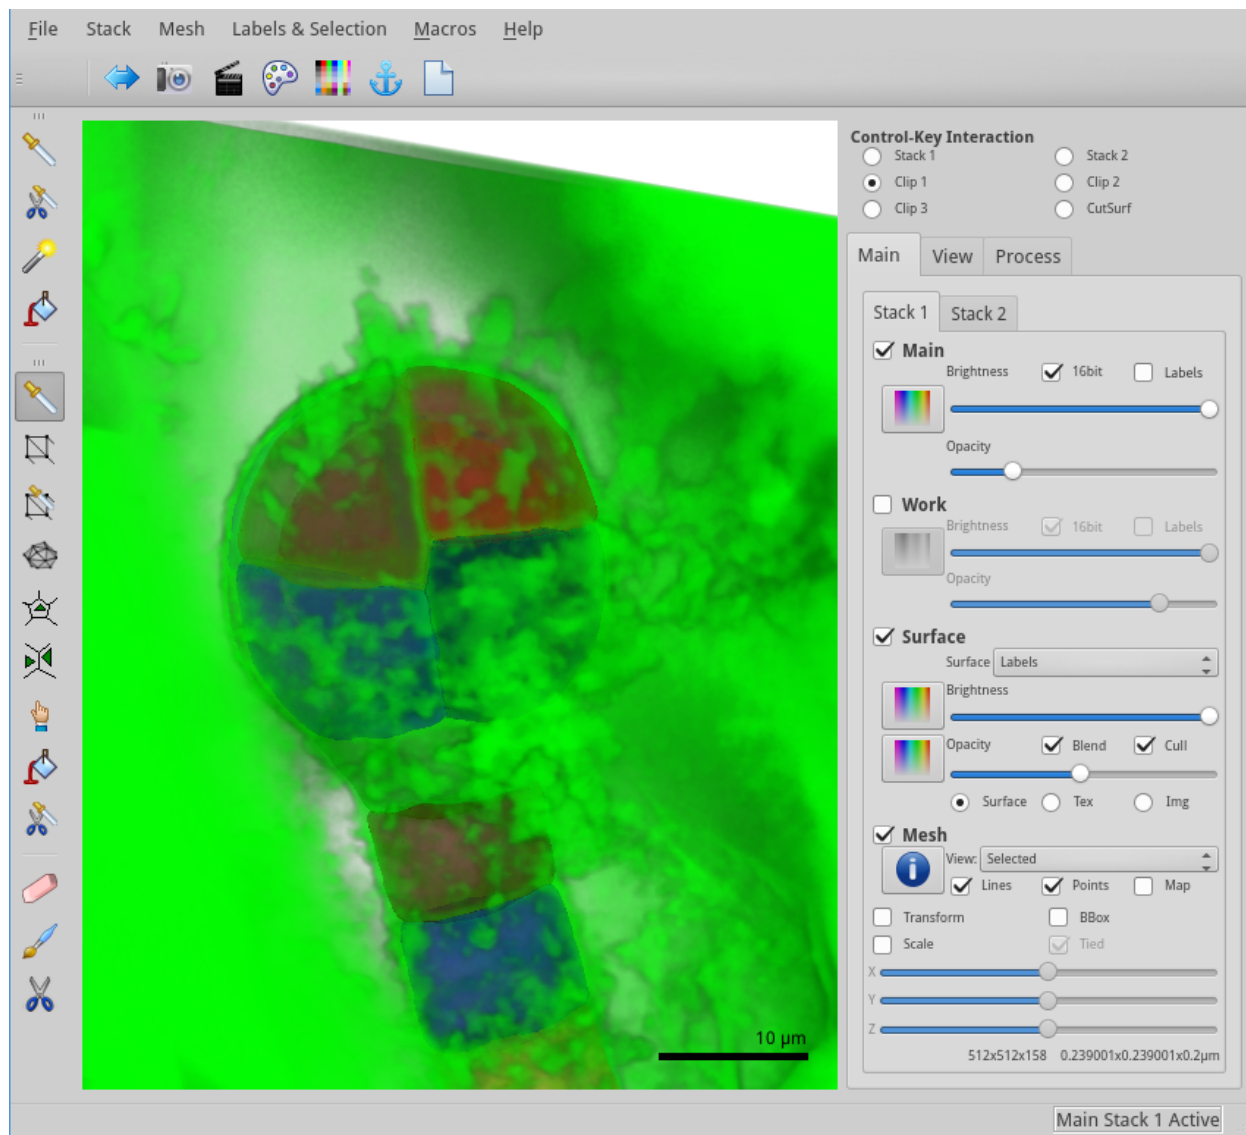 File Stack Mesh Labels & Selection Macros Help
Control-Key Interaction
Stack 1 Stack 2
Clip 1 Clip 2
Clip 3 CutSurf
Main View Process
Stack 1 Stack 2
Main
Brightness 16bit Labels
Opacity
Work
Brightness 16bit Labels
Opacity
Surface
Surface Labels
Brightness
Opacity Blend Cull
Surface Tex Img
Mesh
View: Selected
Lines Points Map
Transform BBox
Scale Tied
X
Y
Z
10 µm
512x512x158 0.239001x0.239001x0.2µm
Main Stack 1 Active